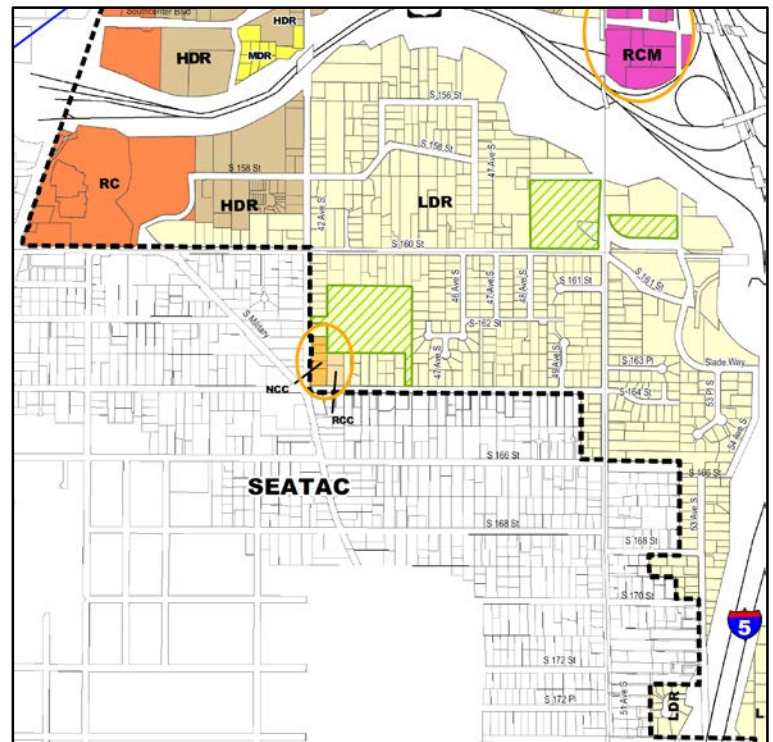 Southcenter Blvd
HDR
HDR
MDR
RCM
S 156 St
S 158 St
47 Ave S
S 158 St
RC
HDR
42 Ave S
LDR
S 160 St
S 161 St
S 161 St
46 Ave S
47 Ave S
48 Ave S
S 162 St
S Military
47 Ave S
49 Ave S
S 163 Pl
Slade Way
NCC
RCC
S 164 St
53 Pl S
54 Ave S
S 166 St
S 166 St
SEATAC
53 Ave S
S 168 St
S 168 St
S 170 St
5
S 172 St
S 172 Pl
51 Ave S
LDR
L